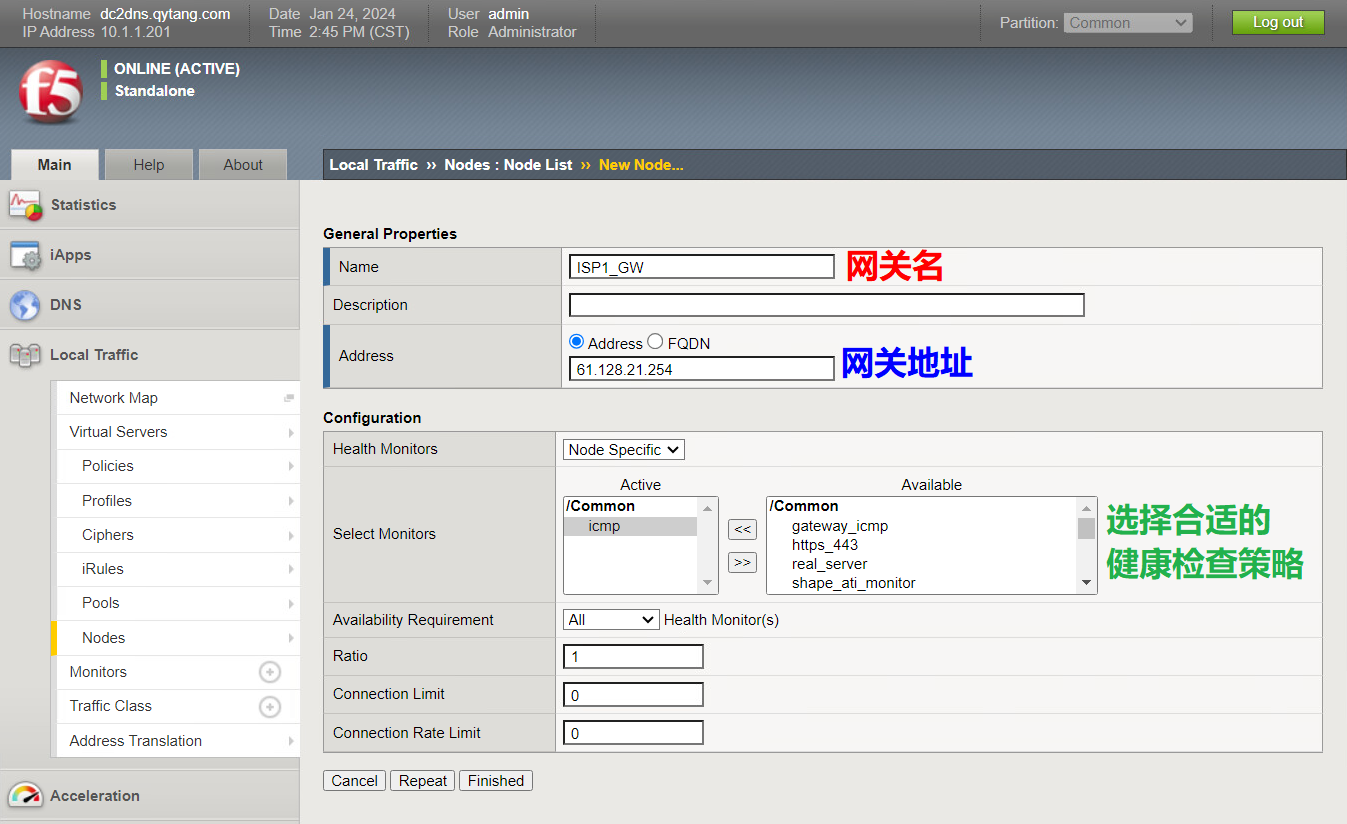 Hostname dc2dns.qytang.com Date Jan 24, 2024 User admin Partition: Common Log out
IP Address 10.1.1.201 Time 2:45 PM (CST) Role Administrator
f5
ONLINE (ACTIVE)
Standalone
Main Help About
Local Traffic ›› Nodes : Node List ›› New Node...
Statistics
iApps
DNS
Local Traffic
Network Map
Virtual Servers
Policies
Profiles
Ciphers
iRules
Pools
Nodes
Monitors
Traffic Class
Address Translation
Acceleration
General Properties
Name ISP1_GW 网关名
Description
Address Address FQDN
61.128.21.254 网关地址
Configuration
Health Monitors Node Specific
Select Monitors
Active
/Common
icmp
<<
>>
Available
/Common
gateway_icmp
https_443
real_server
shape_ati_monitor
选择合适的
健康检查策略
Availability Requirement All Health Monitor(s)
Ratio 1
Connection Limit 0
Connection Rate Limit 0
Cancel Repeat Finished